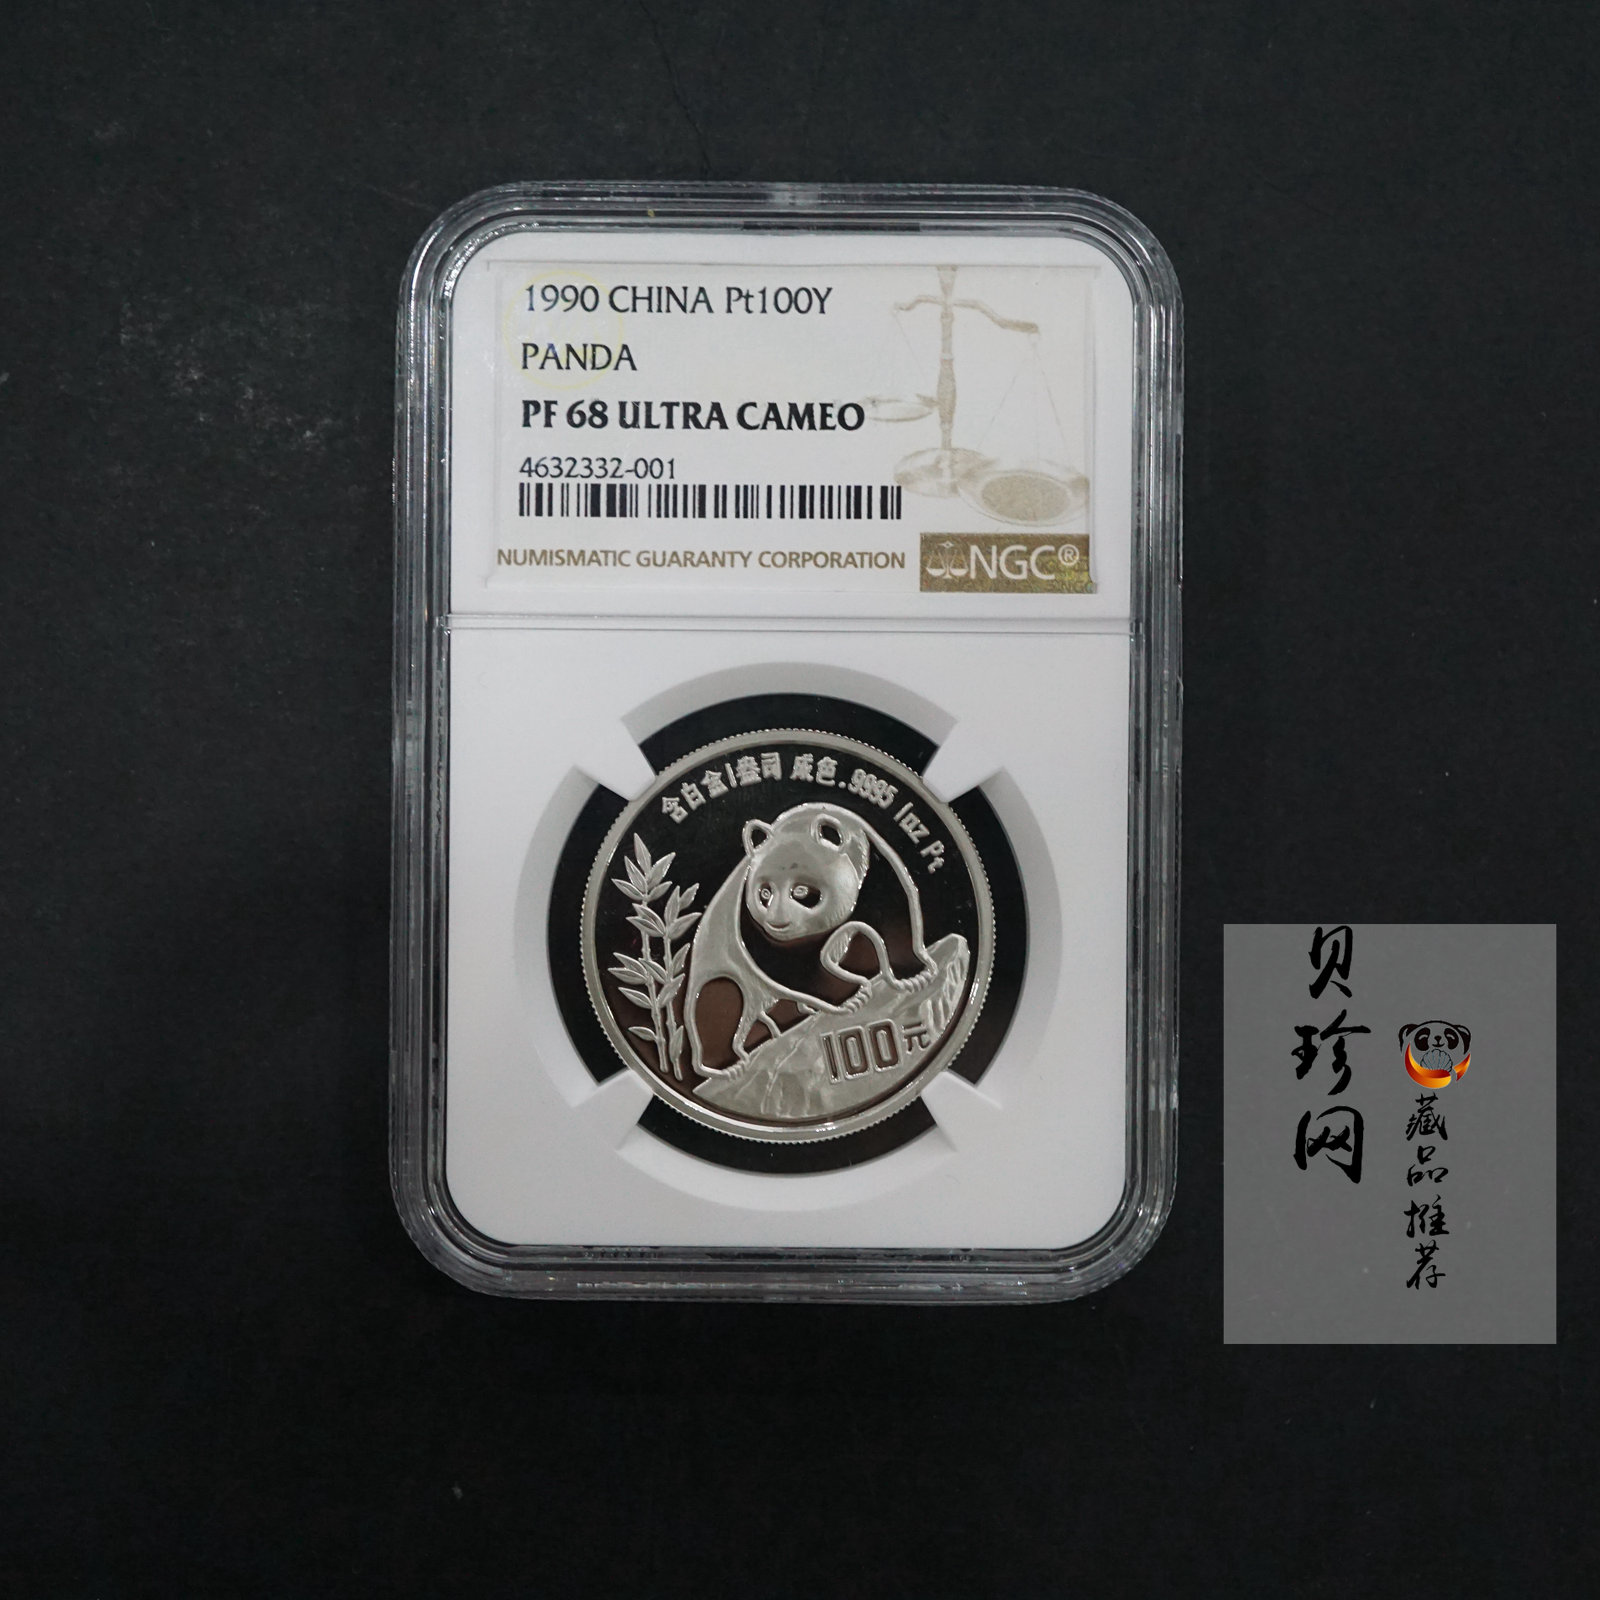 1990 CHINA Pt100Y
PANDA
PF 68 ULTRA CAMEO
4632332-001
NUMISMATIC GUARANTY CORPORATION
NGC®
含白金1盎司 成色.9995 1oz Pt
100元
贝珍网
藏品推荐